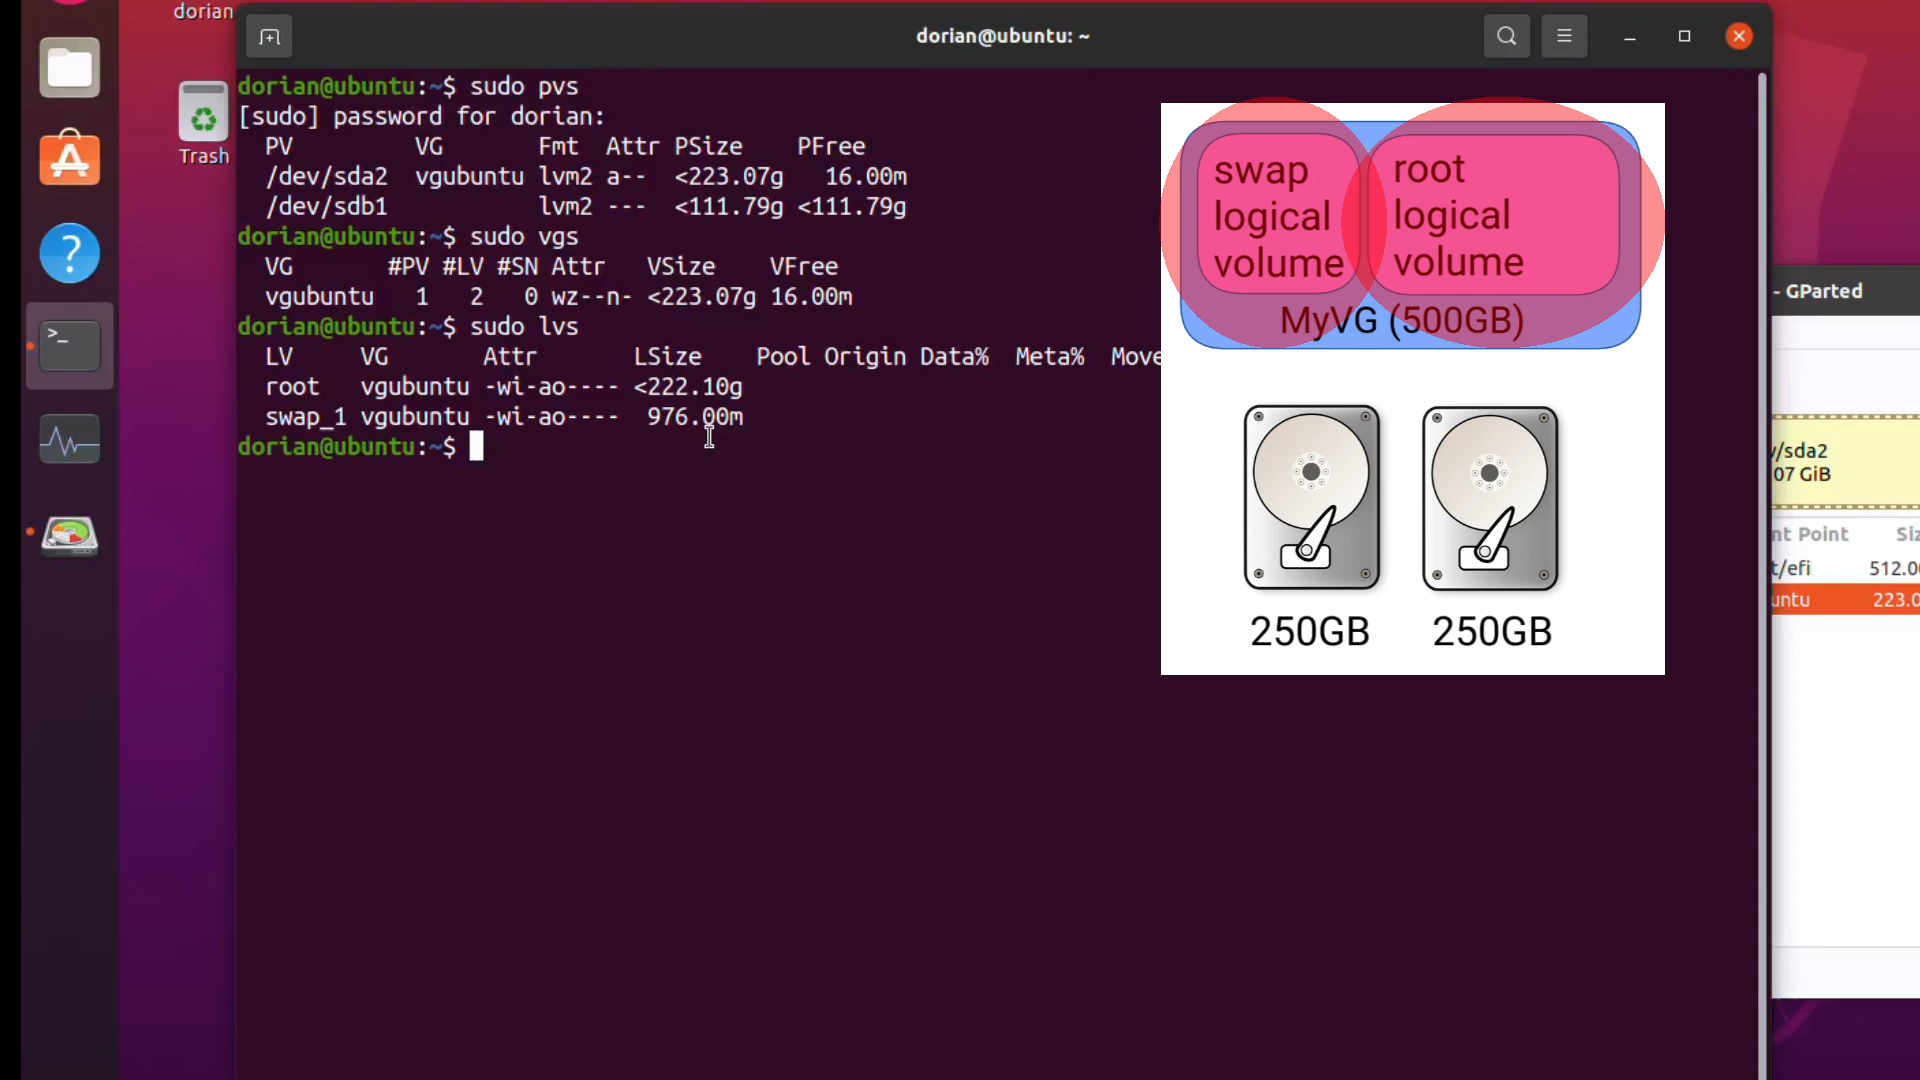 dorian
dorian@ubuntu: ~
Trash
dorian@ubuntu:~$ sudo pvs
[sudo] password for dorian:
PV VG Fmt Attr PSize PFree
/dev/sda2 vgubuntu lvm2 a-- <223.07g 16.00m
/dev/sdb1 lvm2 --- <111.79g <111.79g
dorian@ubuntu:~$ sudo vgs
VG #PV #LV #SN Attr VSize VFree
vgubuntu 1 2 0 wz--n- <223.07g 16.00m
dorian@ubuntu:~$ sudo lvs
LV VG Attr LSize Pool Origin Data% Meta% Move
root vgubuntu -wi-ao---- <222.10g
swap_1 vgubuntu -wi-ao---- 976.00m
dorian@ubuntu:~$
swap
logical
volume
root
logical
volume
MyVG (500GB)
250GB
250GB
- GParted
/sda2
07 GiB
nt Point Siz
t/efi 512.0
untu 223.0